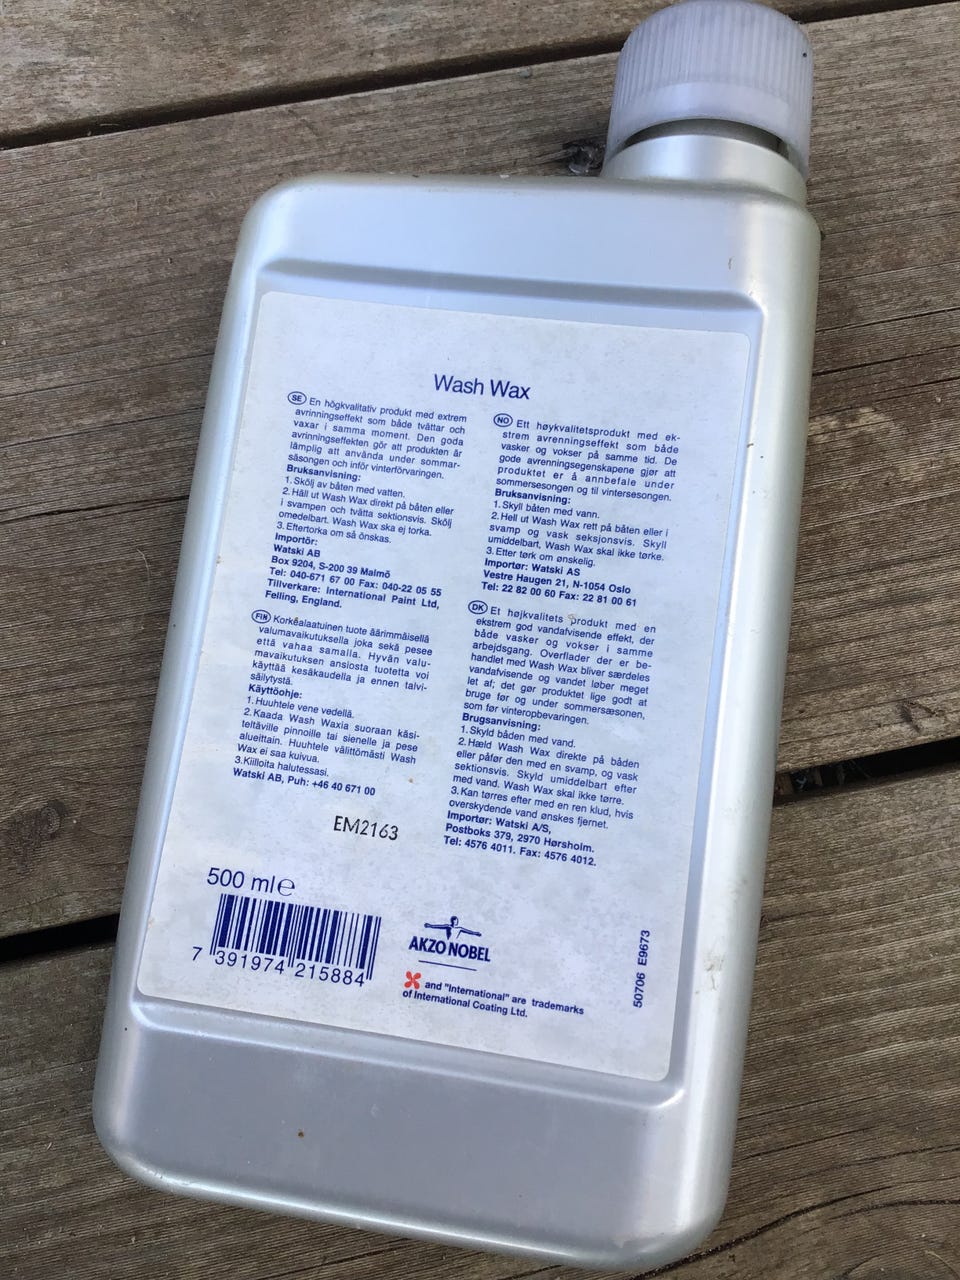 Wash Wax
SE En högkvalitativ produkt med extrem
avrinningseffekt som både tvättar och
vaxar i samma moment. Den goda
avrinningseffekten gör att produkten är
lämplig att använda under sommar-
säsongen och inför vinterförvaringen.
Bruksanvisning:
1. Skölj av båten med vatten.
2. Häll ut Wash Wax direkt på båten eller
i svampen och tvätta sektionsvis. Skölj
omedelbart. Wash Wax ska ej torka.
3. Eftertorka om så önskas.
Importör:
Watski AB
Box 9204, S-200 39 Malmö
Tel: 040-671 67 00 Fax: 040-22 05 55
Tillverkare: International Paint Ltd,
Felling, England.
FIN Korkealaatuinen tuote äärimmäisellä
valumavaikutuksella joka sekä pesee
että vahaa samalla. Hyvän valu-
mavaikutuksen ansiosta tuotetta voi
käyttää kesäkaudella ja ennen talvi-
säilytystä.
Käyttöohje:
1. Huuhtele vene vedellä.
2. Kaada Wash Waxia suoraan käsi-
teltäville pinnoille tai sienelle ja pese
alueittain. Huuhtele välittömästi Wash
Wax ei saa kuivua.
3. Kiilloita halutessasi.
Watski AB, Puh: +46 40 671 00
NO Ett høykvalitetsprodukt med ek-
strem avrenningseffekt som både
vasker og vokser på samme tid. De
gode avrenningsegenskapene gjør att
produktet er å annbefale under
sommersesongen og til vintersesongen.
Bruksanvisning:
1. Skyll båten med vann.
2. Hell ut Wash Wax rett på båten eller i
svamp og vask seksjonsvis. Skyll
umiddelbart, Wash Wax skal ikke tørke.
3. Etter tørk om ønskelig.
Importør: Watski AS
Vestre Haugen 21, N-1054 Oslo
Tel: 22 82 00 60 Fax: 22 81 00 61
DK Et højkvalitets produkt med en
ekstrem god vandafvisende effekt, der
både vasker og vokser i samme
arbejdsgang. Overflader der er be-
handlet med Wash Wax bliver særdeles
vandafvisende og vandet løber meget
let af; det gør produktet lige godt at
bruge før og under sommersæsonen,
som før vinteropbevaringen.
Brugsanvisning:
1. Skyld båden med vand.
2. Hæld Wash Wax direkte på båden
eller påfør den med en svamp, og vask
sektionsvis. Skyld umiddelbart efter
med vand. Wash Wax skal ikke tørre.
3. Kan tørres efter med en ren klud, hvis
overskydende vand ønskes fjernet.
Importør: Watski A/S,
Postboks 379, 2970 Hørsholm.
Tel: 4576 4011. Fax: 4576 4012.
EM2163
500 ml e
7 391974 215884
AKZO NOBEL
and "International" are trademarks
of International Coating Ltd.
50706 E9673